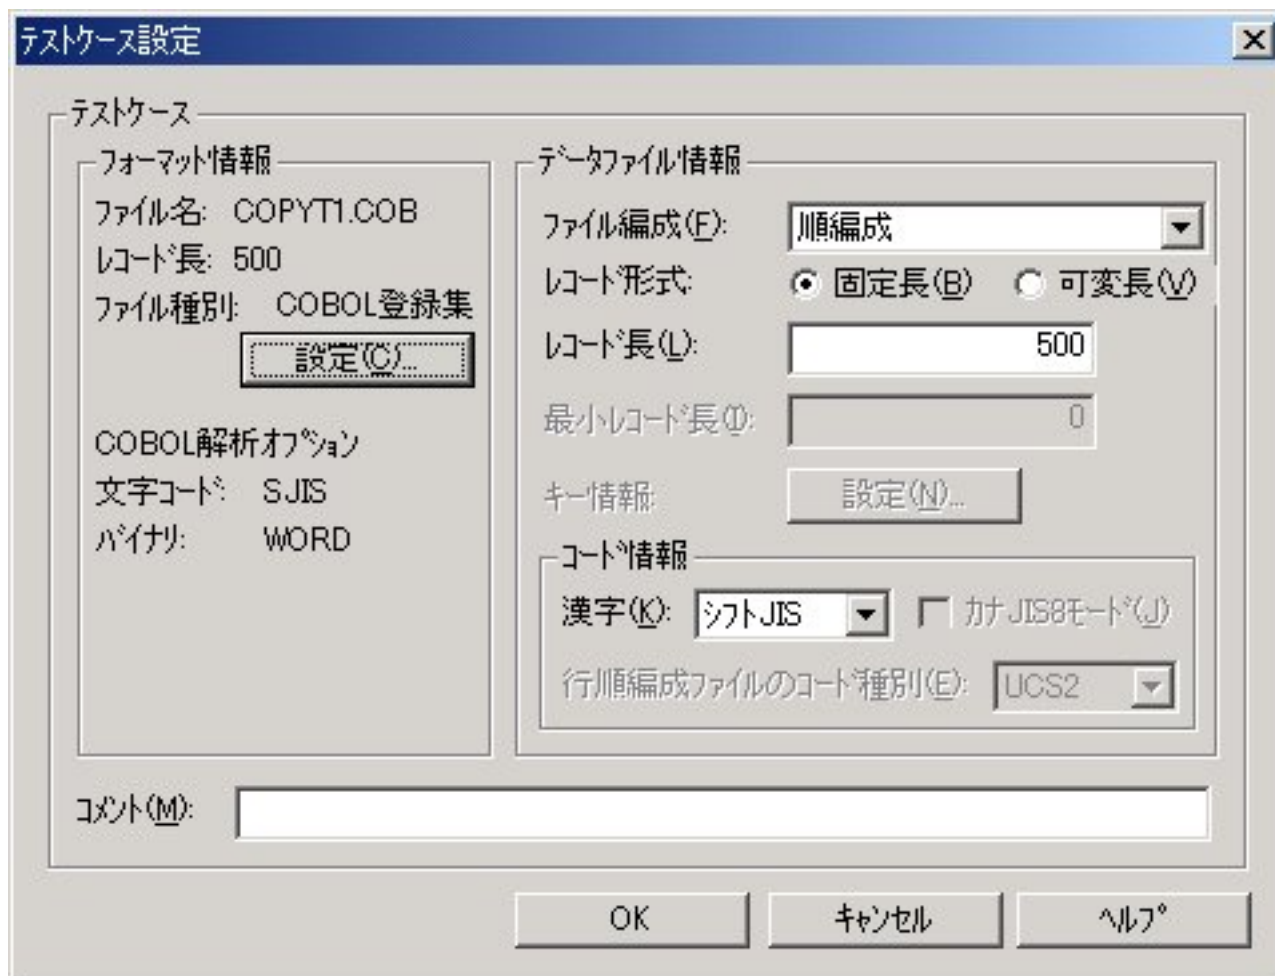 テストケース設定
テストケース
フォーマット情報
ファイル名: COPYT1.COB
レコード長: 500
ファイル種別: COBOL登録集
設定(C)...
COBOL解析オプション
文字コード: SJIS
バイナリ: WORD
データファイル情報
ファイル編成(F): 順編成
レコード形式: 固定長(B) 可変長(V)
レコード長(L): 500
最小レコード長(I): 0
キー情報: 設定(N)...
コード情報
漢字(K): シフトJIS カナJIS8モード(J)
行順編成ファイルのコード種別(E): UCS2
コメント(M):
OK キャンセル ヘルプ